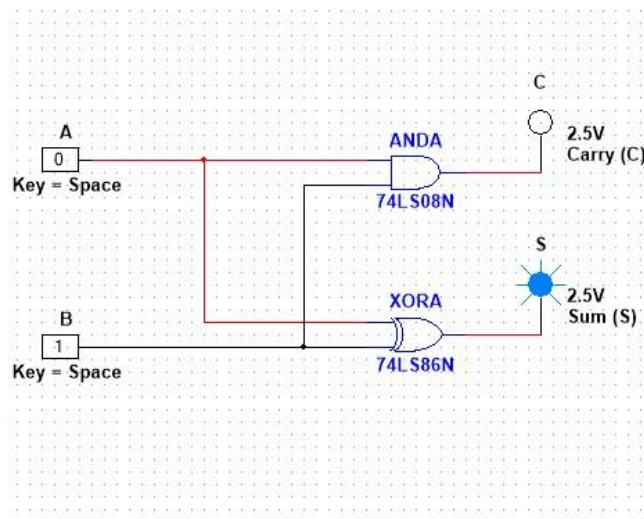 C
2.5V
Carry (C)
A
0
Key = Space
ANDA
74LS08N
S
2.5V
Sum (S)
XORA
74LS86N
B
1
Key = Space